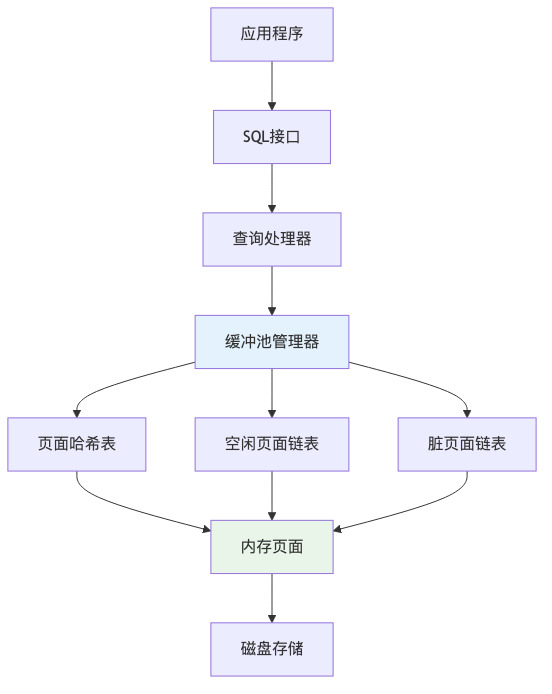 应用程序
SQL接口
查询处理器
缓冲池管理器
页面哈希表
空闲页面链表
脏页面链表
内存页面
磁盘存储